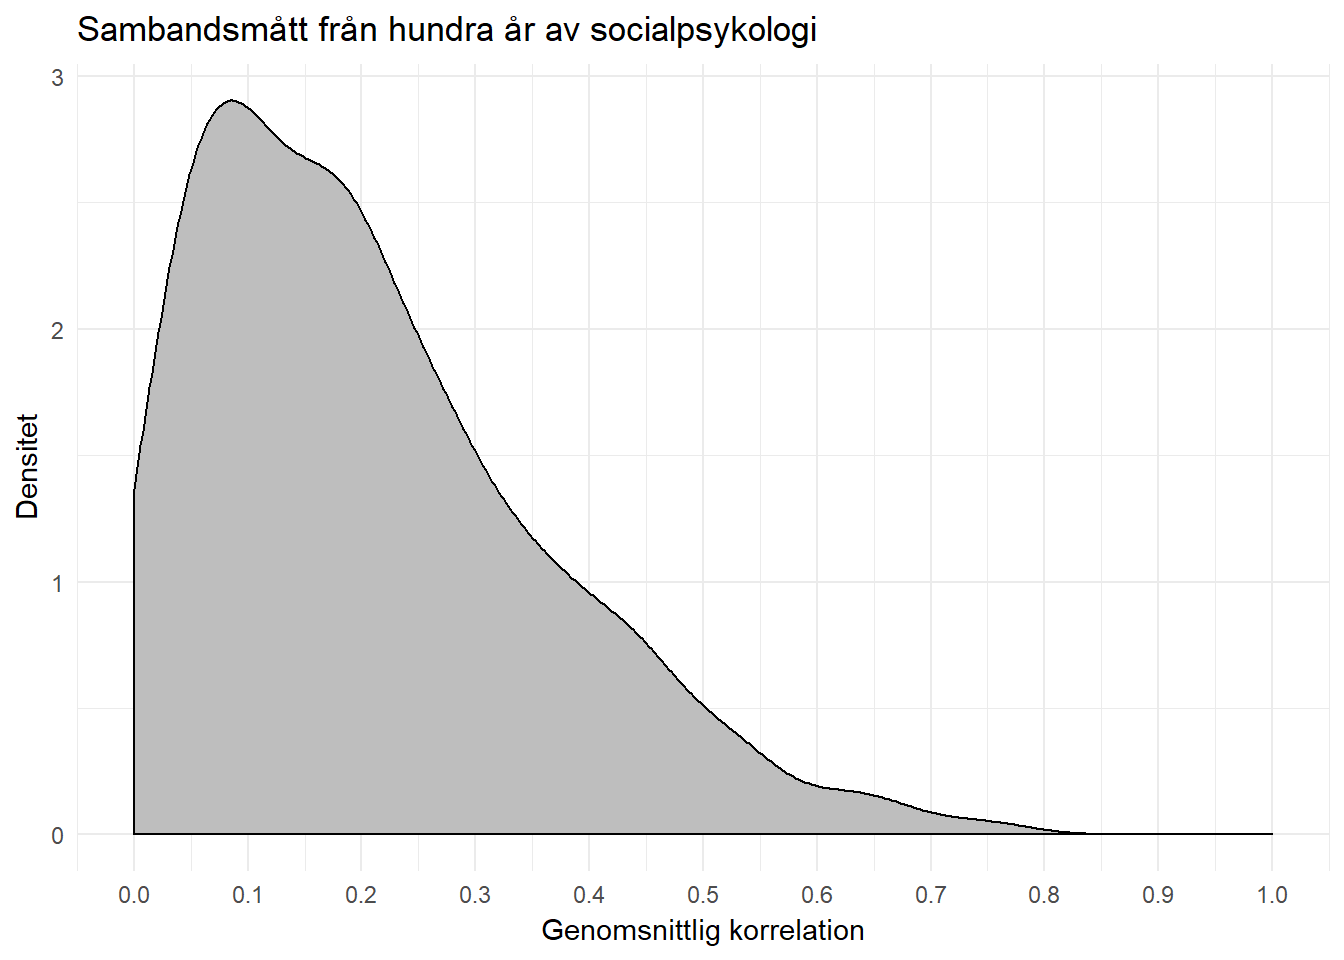 Sambandsmått från hundra år av socialpsykologi
3
2
1
0
Densitet
0.0 0.1 0.2 0.3 0.4 0.5 0.6 0.7 0.8 0.9 1.0
Genomsnittlig korrelation